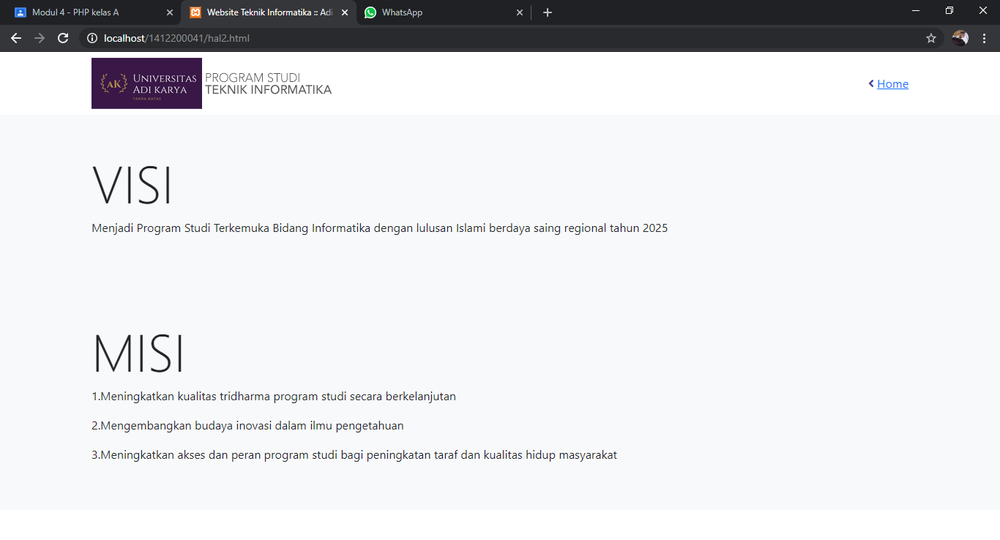 Modul 4 - PHP kelas A
Website Teknik Informatika :: Adi
WhatsApp
localhost/1412200041/hal2.html
AK
UNIVERSITAS
ADI KARYA
TANPA BATAS
PROGRAM STUDI
TEKNIK INFORMATIKA
Home
VISI
Menjadi Program Studi Terkemuka Bidang Informatika dengan lulusan Islami berdaya saing regional tahun 2025
MISI
1.Meningkatkan kualitas tridharma program studi secara berkelanjutan
2.Mengembangkan budaya inovasi dalam ilmu pengetahuan
3.Meningkatkan akses dan peran program studi bagi peningkatan taraf dan kualitas hidup masyarakat